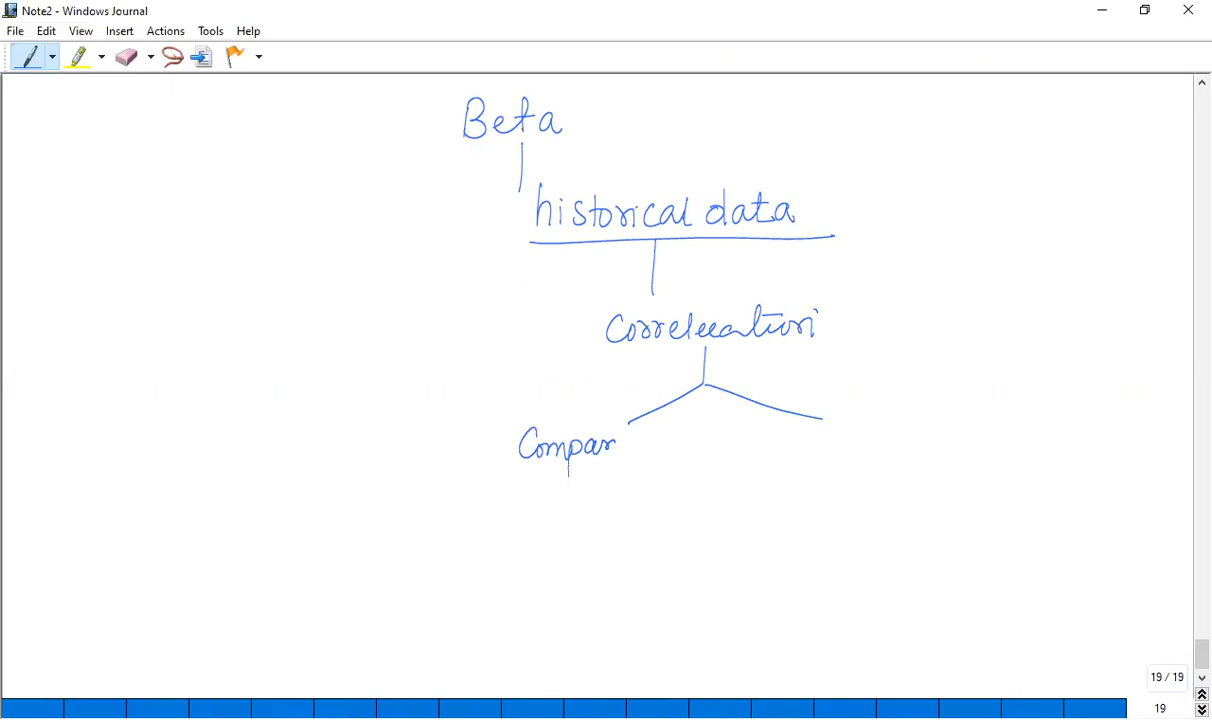 Note2 - Windows Journal
File Edit View Insert Actions Tools Help
Beta
historical data
Correlation
Compar
19 / 19
19